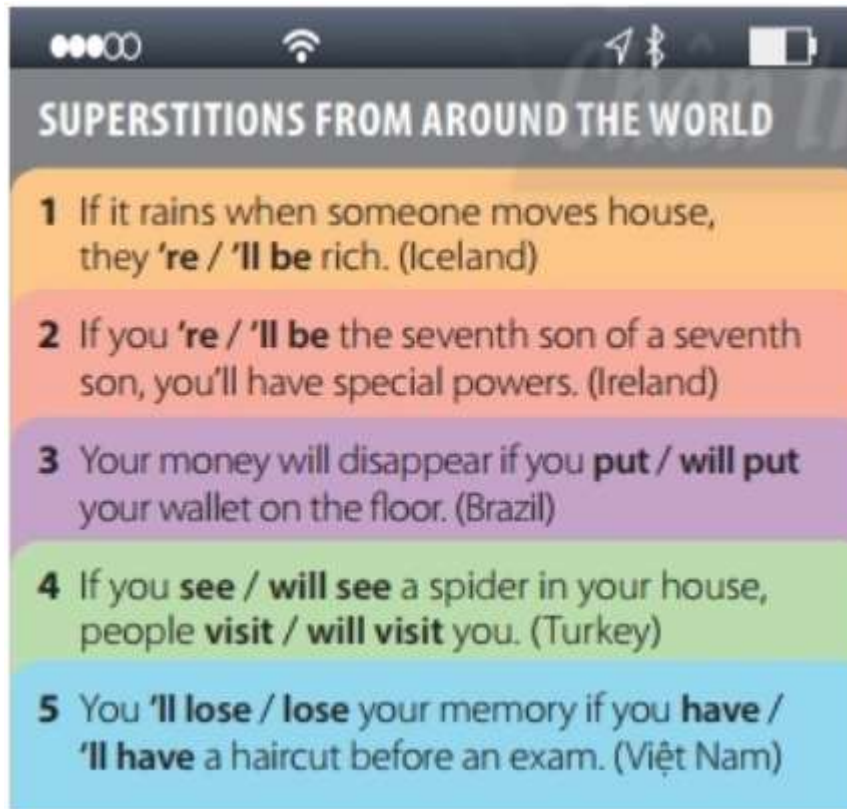 SUPERSTITIONS FROM AROUND THE WORLD
1 If it rains when someone moves house,
they 're / 'll be rich. (Iceland)
2 If you 're / 'll be the seventh son of a seventh
son, you'll have special powers. (Ireland)
3 Your money will disappear if you put / will put
your wallet on the floor. (Brazil)
4 If you see / will see a spider in your house,
people visit / will visit you. (Turkey)
5 You 'll lose / lose your memory if you have /
'll have a haircut before an exam. (Việt Nam)